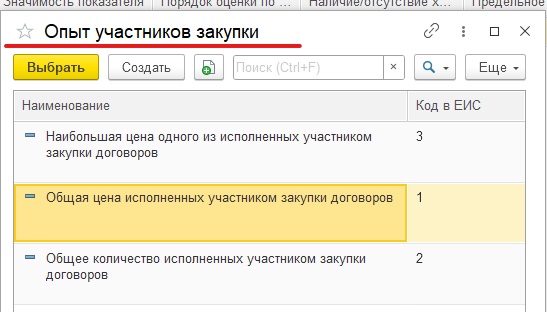 Значимость показателя
Порядок оценки по ...
Наличие/отсутствие х...
Предельное
Опыт участников закупки
Выбрать
Создать
Поиск (Ctrl+F)
×
Еще
Наименование
Код в ЕИС
Наибольшая цена одного из исполненных участником
закупки договоров
3
Общая цена исполненных участником закупки договоров
1
Общее количество исполненных участником закупки
договоров
2